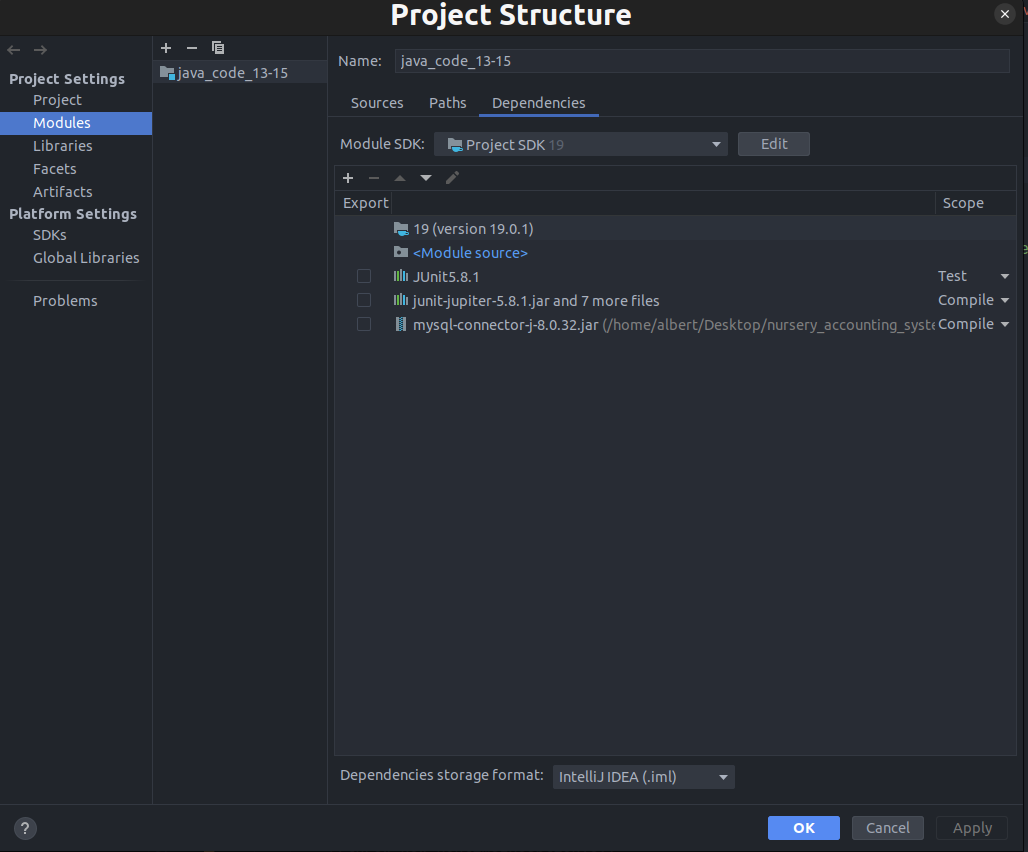 Project Structure
Project Settings
Project
Modules
Libraries
Facets
Artifacts
Platform Settings
SDKs
Global Libraries
Problems
java_code_13-15
Name: java_code_13-15
Sources Paths Dependencies
Module SDK: Project SDK 19 Edit
Export Scope
19 (version 19.0.1)
<Module source>
JUnit5.8.1 Test
junit-jupiter-5.8.1.jar and 7 more files Compile
mysql-connector-j-8.0.32.jar (/home/albert/Desktop/nursery_accounting_syste Compile
Dependencies storage format: IntelliJ IDEA (.iml)
? OK Cancel Apply